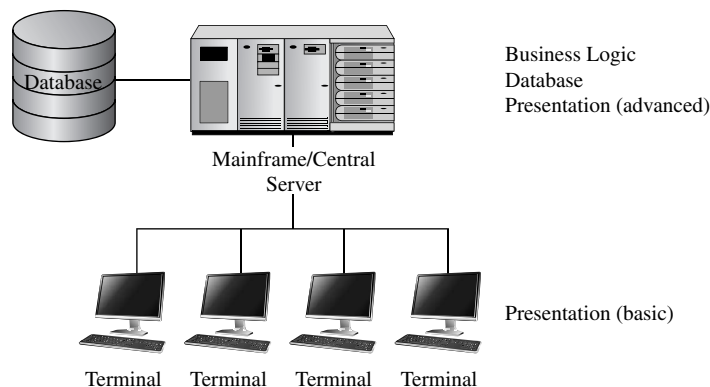 Database
Business Logic
Database
Presentation (advanced)
Mainframe/Central
Server
Presentation (basic)
Terminal
Terminal
Terminal
Terminal